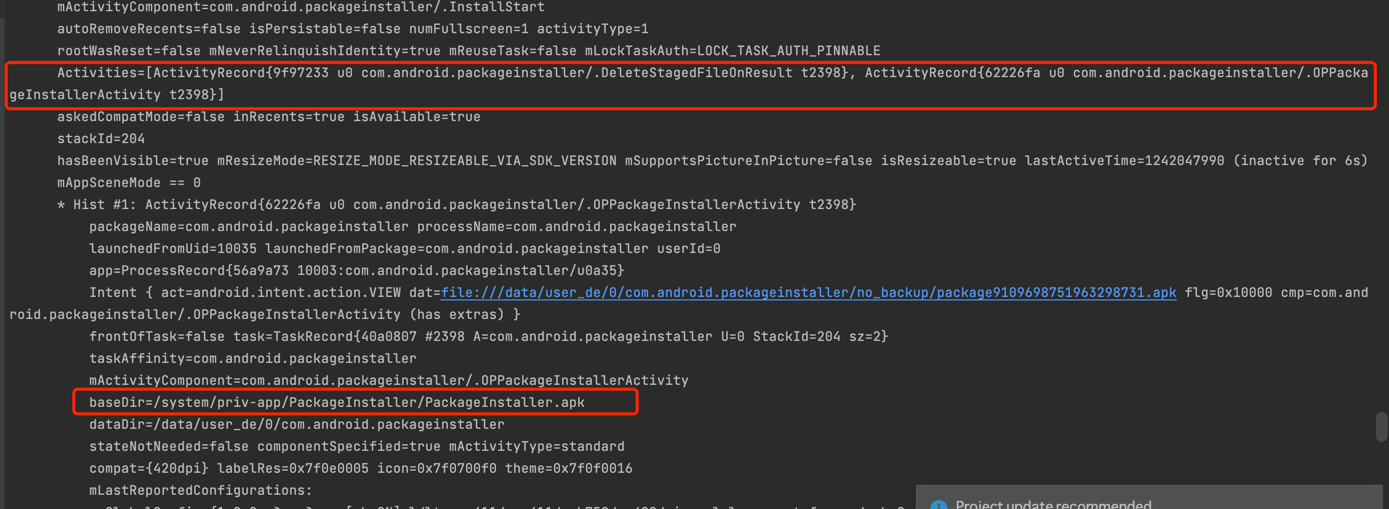 mActivityComponent=com.android.packageinstaller/.InstallStart
autoRemoveRecents=false isPersistable=false numFullscreen=1 activityType=1
rootWasReset=false mNeverRelinquishIdentity=true mReuseTask=false mLockTaskAuth=LOCK_TASK_AUTH_PINNABLE
Activities=[ActivityRecord{9f97233 u0 com.android.packageinstaller/.DeleteStagedFileOnResult t2398}, ActivityRecord{62226fa u0 com.android.packageinstaller/.OPPacka
geInstallerActivity t2398}]
askedCompatMode=false inRecents=true isAvailable=true
stackId=204
hasBeenVisible=true mResizeMode=RESIZE_MODE_RESIZEABLE_VIA_SDK_VERSION mSupportsPictureInPicture=false isResizeable=true lastActiveTime=1242047990 (inactive for 6s)
mAppSceneMode == 0
* Hist #1: ActivityRecord{62226fa u0 com.android.packageinstaller/.OPPackageInstallerActivity t2398}
packageName=com.android.packageinstaller processName=com.android.packageinstaller
launchedFromUid=10035 launchedFromPackage=com.android.packageinstaller userId=0
app=ProcessRecord{56a9a73 10003:com.android.packageinstaller/u0a35}
Intent { act=android.intent.action.VIEW dat=file:///data/user_de/0/com.android.packageinstaller/no_backup/package9109698751963298731.apk flg=0x10000 cmp=com.and
roid.packageinstaller/.OPPackageInstallerActivity (has extras) }
frontOfTask=false task=TaskRecord{40a0807 #2398 A=com.android.packageinstaller U=0 StackId=204 sz=2}
taskAffinity=com.android.packageinstaller
mActivityComponent=com.android.packageinstaller/.OPPackageInstallerActivity
baseDir=/system/priv-app/PackageInstaller/PackageInstaller.apk
dataDir=/data/user_de/0/com.android.packageinstaller
stateNotNeeded=false componentSpecified=true mActivityType=standard
compat={420dpi} labelRes=0x7f0e0005 icon=0x7f0700f0 theme=0x7f0f0016
mLastReportedConfigurations:
Project update recommended